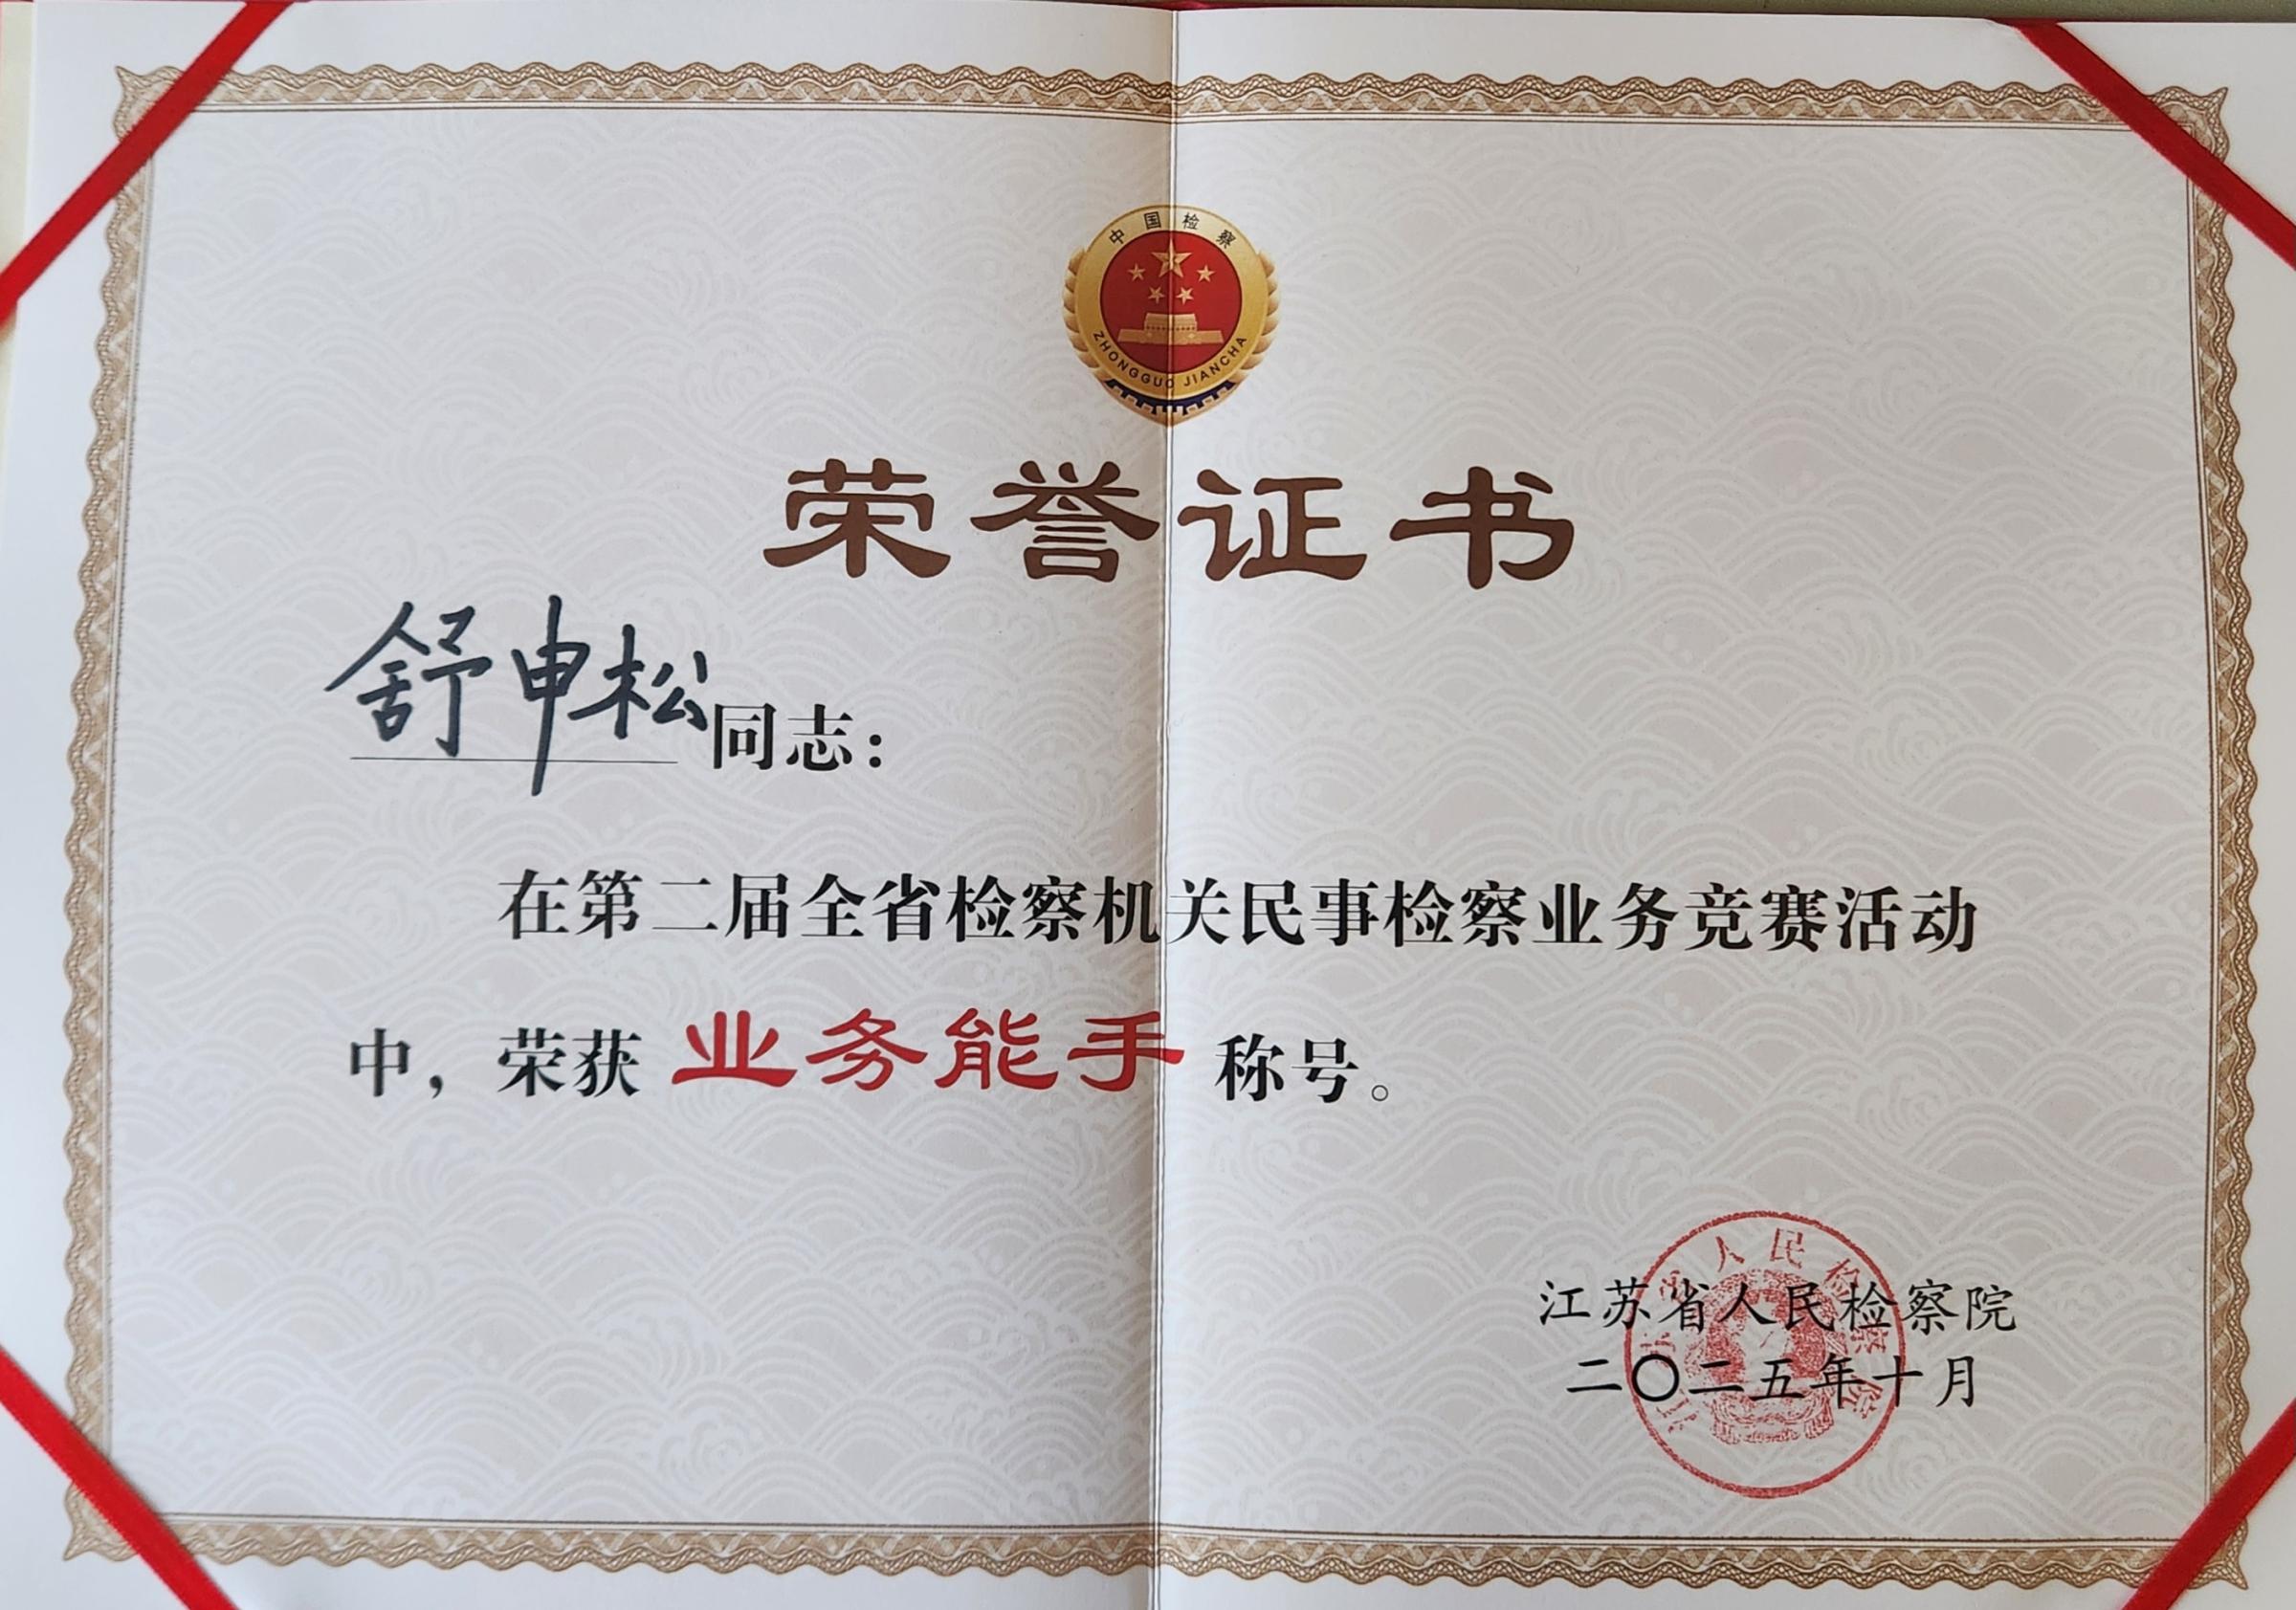 中国检察
ZHONGGUO JIANCHA
荣誉证书
舒申松同志：
在第二届全省检察机关民事检察业务竞赛活动
中，荣获 业务能手 称号。
江苏省人民检察院
二〇二五年十月